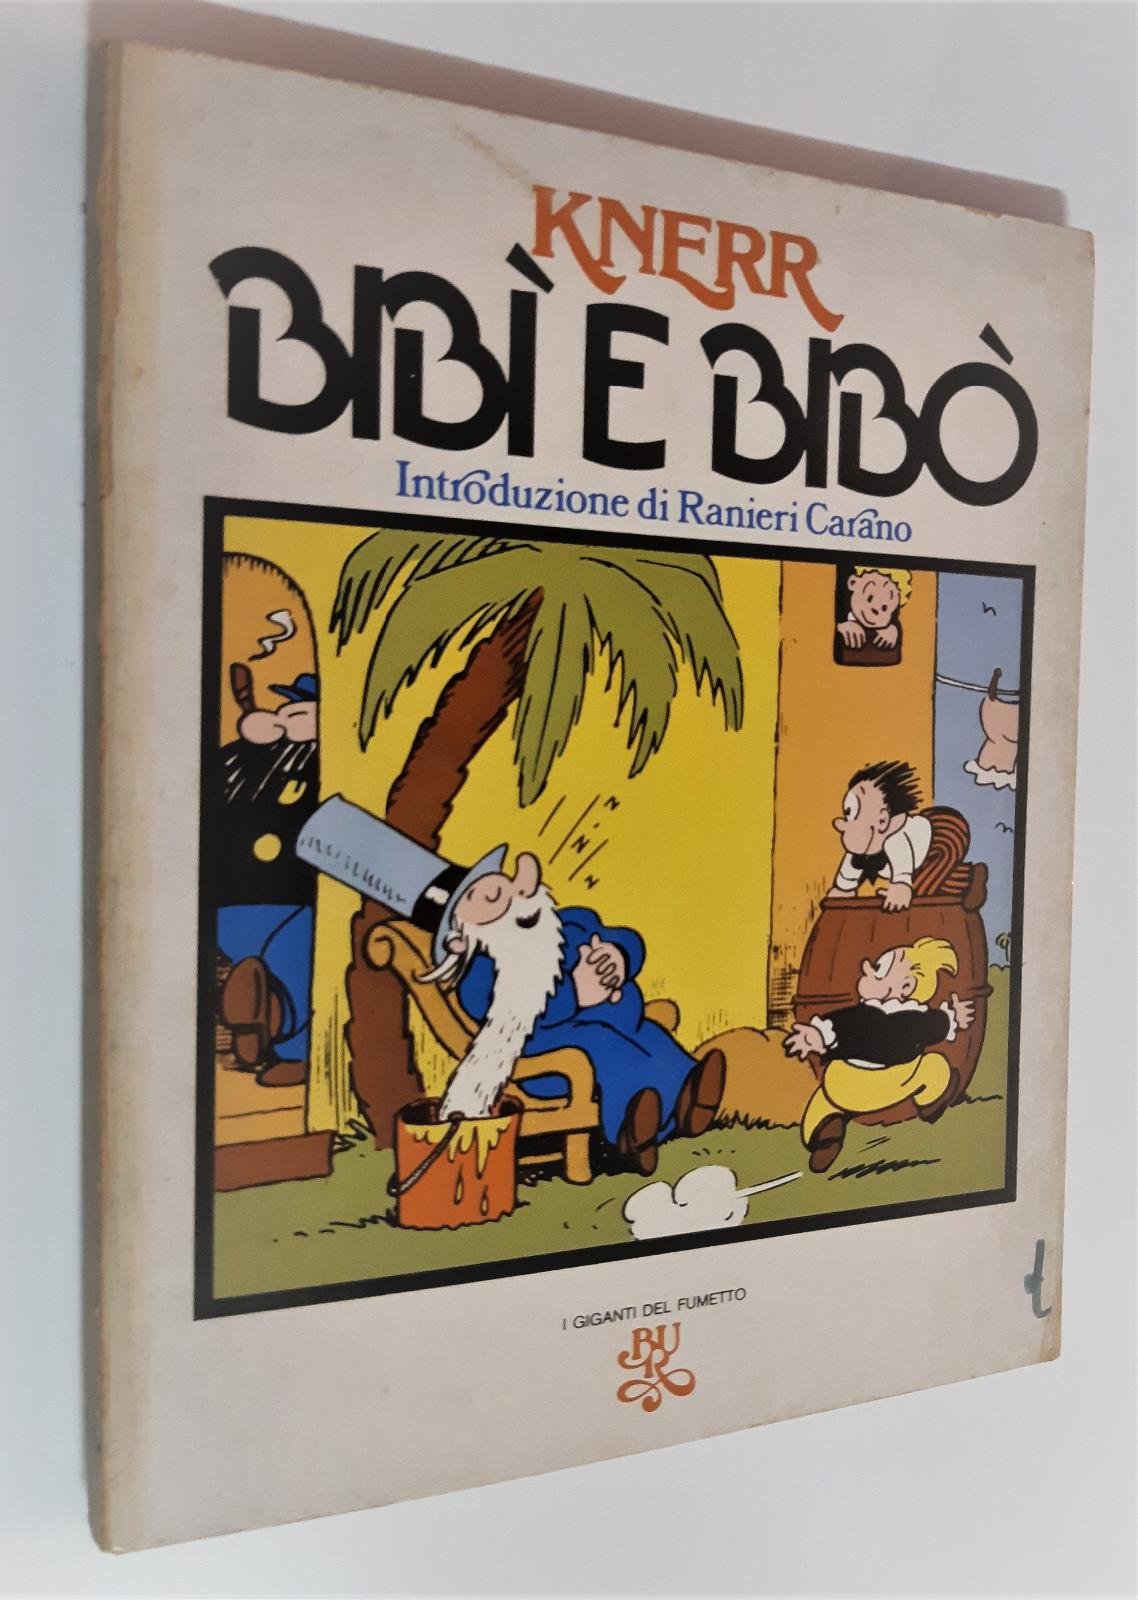 KNERR
BIBÌ E BIBÒ
Introduzione di Ranieri Carano
z
z
z
I GIGANTI DEL FUMETTO
BUR
t